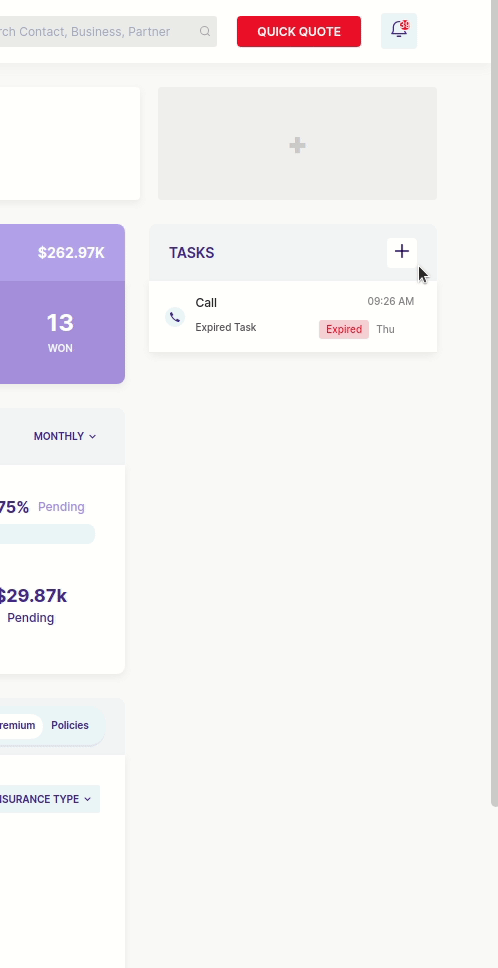 rch Contact, Business, Partner
QUICK QUOTE
$262.97K
13
WON
TASKS
Call
09:26 AM
Expired Task
Expired
Thu
MONTHLY
75%
Pending
$29.87k
Pending
remium
Policies
NSURANCE TYPE